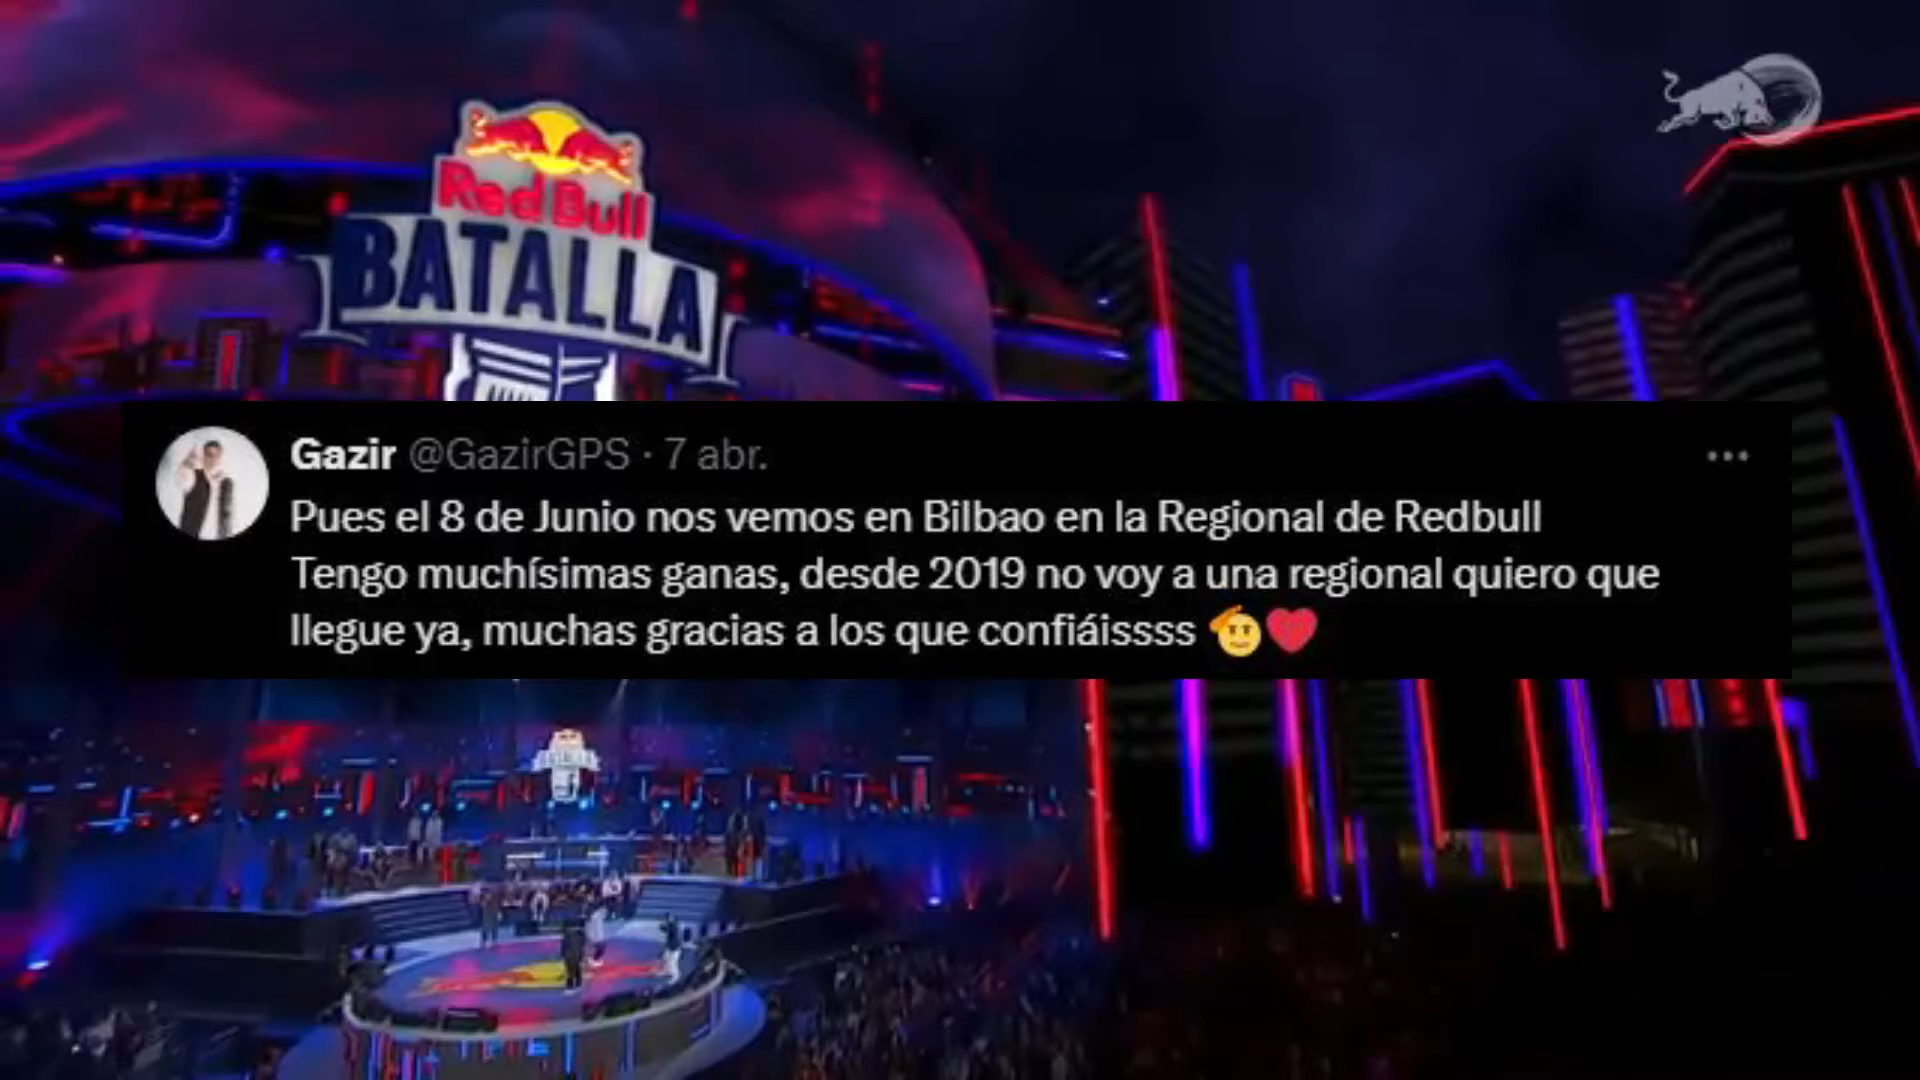 Red Bull
BATALLA
Gazir @GazirGPS · 7 abr.
Pues el 8 de Junio nos vemos en Bilbao en la Regional de Redbull
Tengo muchísimas ganas, desde 2019 no voy a una regional quiero que
llegue ya, muchas gracias a los que confiáissss 🫡❤️
BATALLA